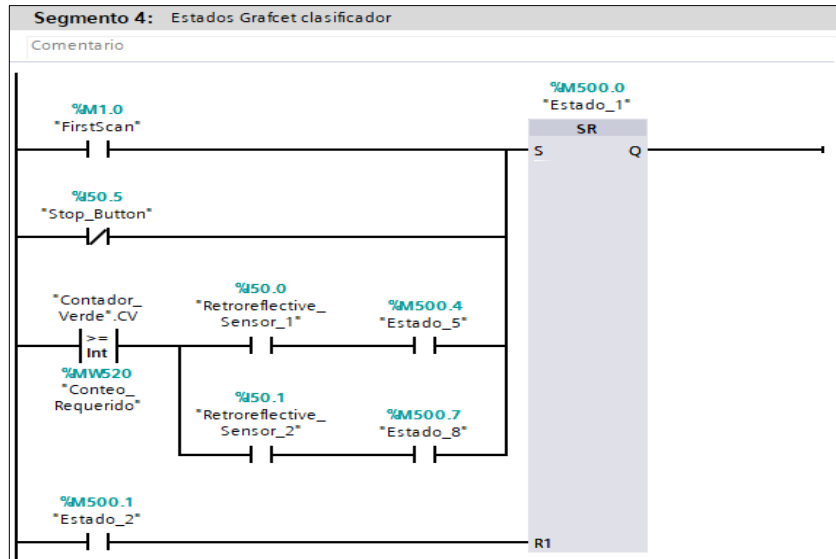 Segmento 4: Estados Grafcet clasificador
Comentario
%M500.0
"Estado_1"
SR
S
Q
%M1.0
"FirstScan"
%I50.5
"Stop_Button"
"Contador_
Verde".CV
>=
Int
%MW520
"Conteo_
Requerido"
%I50.0
"Retroreflective_
Sensor_1"
%M500.4
"Estado_5"
%I50.1
"Retroreflective_
Sensor_2"
%M500.7
"Estado_8"
%M500.1
"Estado_2"
R1